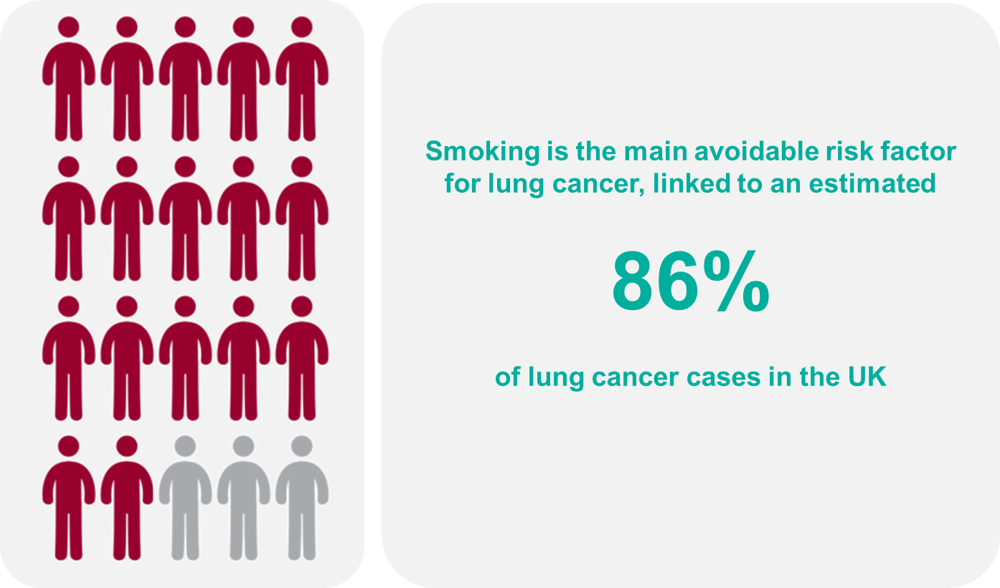 Smoking is the main avoidable risk factor
for lung cancer, linked to an estimated
86%
of lung cancer cases in the UK